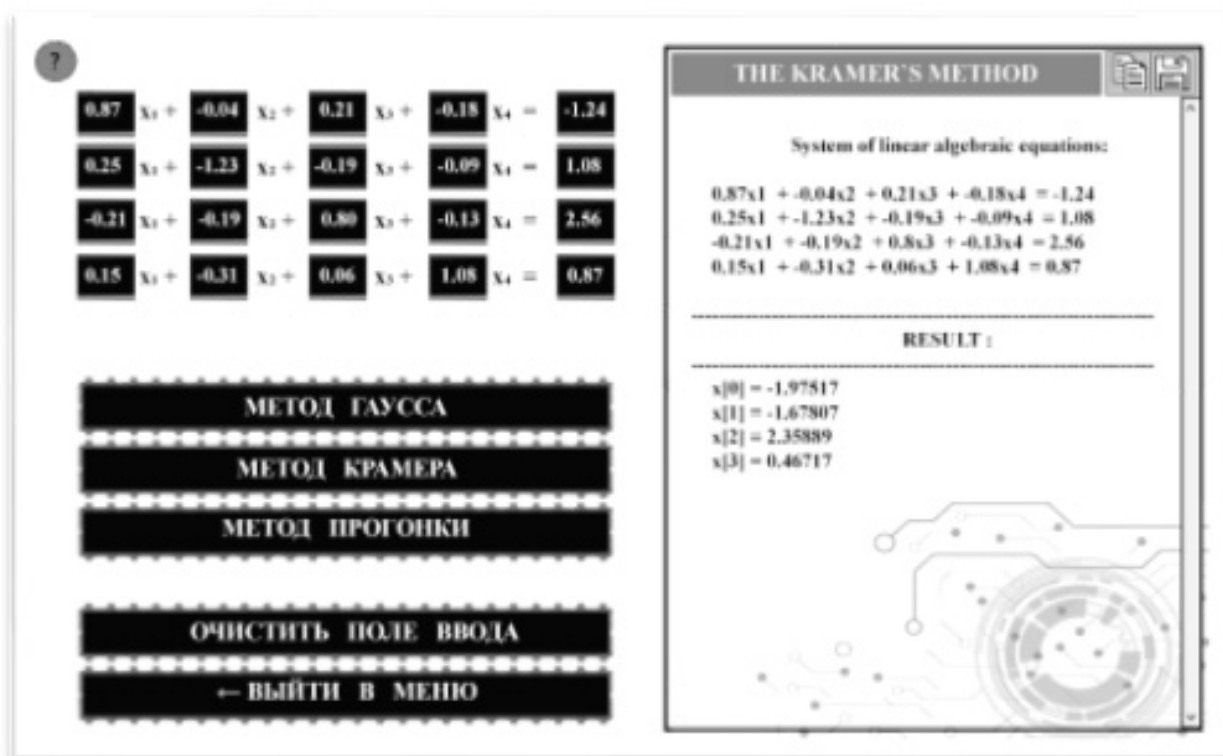 ?
0.87 x₁ + -0.04 x₂ + 0.21 x₃ + -0.18 x₄ = -1.24
0.25 x₁ + -1.23 x₂ + -0.19 x₃ + -0.09 x₄ = 1.08
-0.21 x₁ + -0.19 x₂ + 0.80 x₃ + -0.13 x₄ = 2.56
0.15 x₁ + -0.31 x₂ + 0.06 x₃ + 1.08 x₄ = 0.87
МЕТОД ГАУССА
МЕТОД КРАМЕРА
МЕТОД ПРОГОНКИ
ОЧИСТИТЬ ПОЛЕ ВВОДА
← ВЫЙТИ В МЕНЮ
THE KRAMER`S METHOD
System of linear algebraic equations:
0.87x1 + -0.04x2 + 0.21x3 + -0.18x4 = -1.24
0.25x1 + -1.23x2 + -0.19x3 + -0.09x4 = 1.08
-0.21x1 + -0.19x2 + 0.8x3 + -0.13x4 = 2.56
0.15x1 + -0.31x2 + 0.06x3 + 1.08x4 = 0.87
RESULT :
x[0] = -1.97517
x[1] = -1.67807
x[2] = 2.35889
x[3] = 0.46717